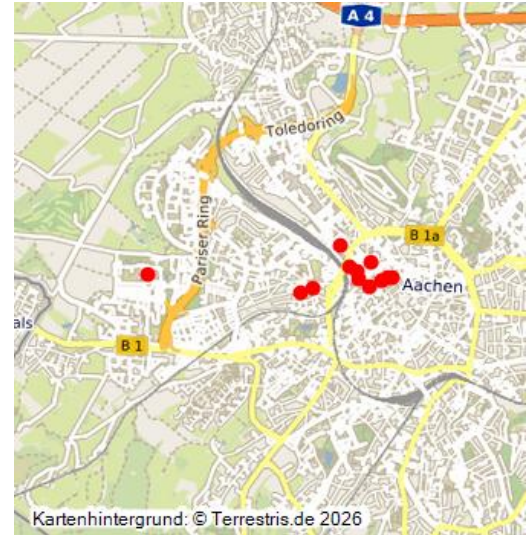 A 4
Toledoring
Pariser Ring
B 1a
Aachen
als
B 1
Kartenhintergrund: © Terrestris.de 2026